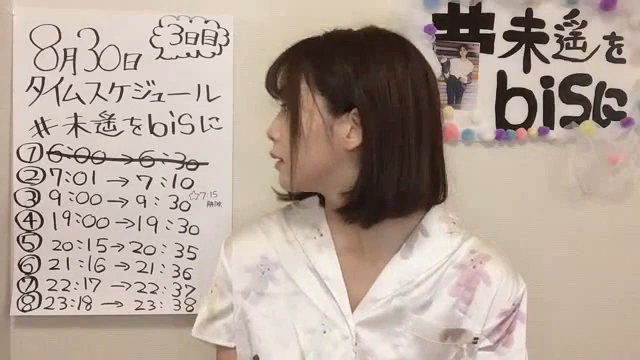 8月30日
3日目
タイムスケジュール
#未遥をbisに
① 6:00→6:30
② 7:01→7:10
③ 9:00→9:30
☆7:15
④ 19:00→19:30
⑤ 20:15→20:35
⑥ 21:16→21:36
⑦ 22:17→22:37
⑧ 23:18→23:38
#未遥を
bisに